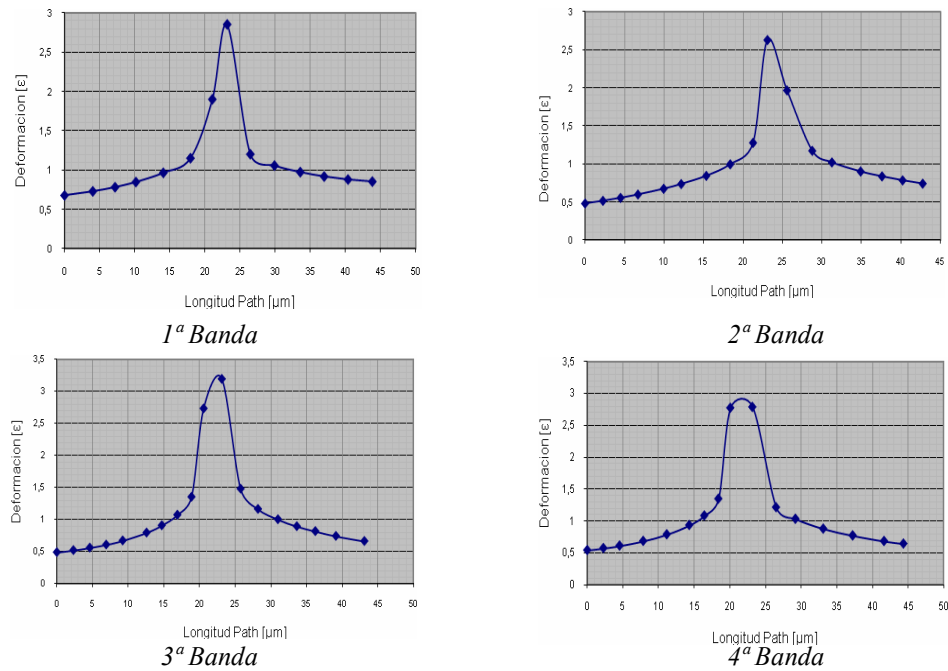 3
2,5
2
1,5
1
0,5
0
Deformacion [ε]
0 5 10 15 20 25 30 35 40 45 50
Longitud Path [µm]
1ª Banda
3
2,5
2
1,5
1
0,5
0
Deformacion [ε]
0 5 10 15 20 25 30 35 40 45
Longitud Path [µm]
2ª Banda
3,5
3
2,5
2
1,5
1
0,5
0
Deformacion [ε]
0 5 10 15 20 25 30 35 40 45 50
Longitud Path [µm]
3ª Banda
3,5
3
2,5
2
1,5
1
0,5
0
Deformacion [ε]
0 5 10 15 20 25 30 35 40 45 50
Longitud Path [µm]
4ª Banda